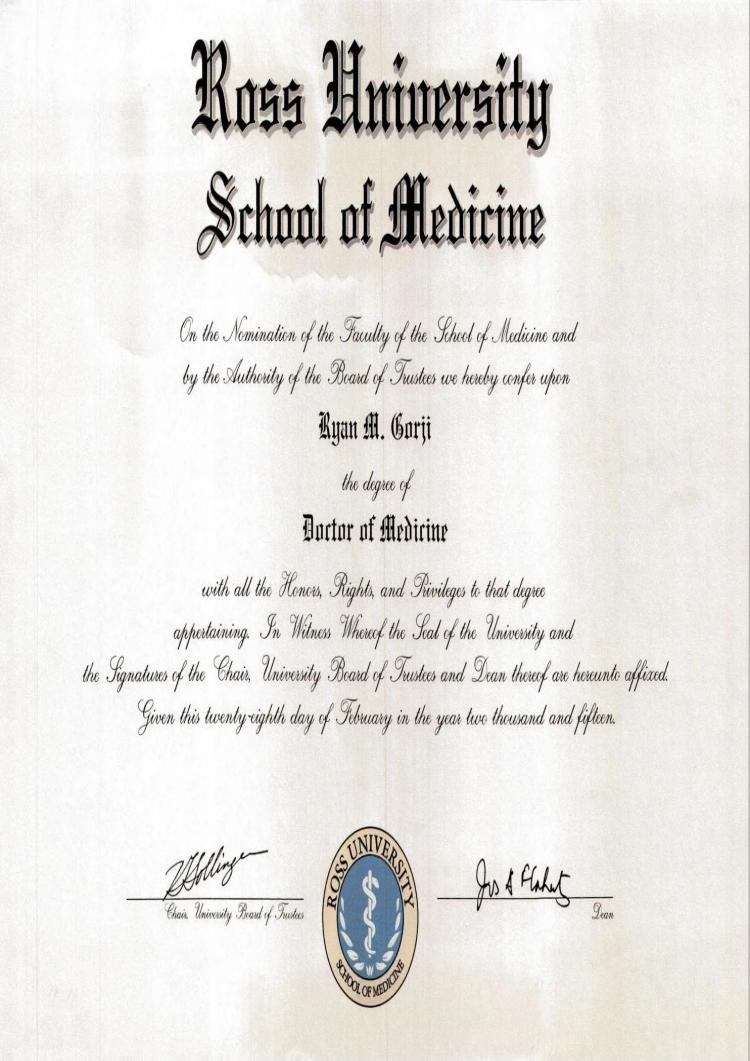 Ross University
School of Medicine
On the Nomination of the Faculty of the School of Medicine and
by the Authority of the Board of Trustees we hereby confer upon
Ryan M. Gorji
the degree of
Doctor of Medicine
with all the Honors, Rights, and Privileges to that degree
appertaining. In Witness Whereof the Seal of the University and
the Signatures of the Chair, University Board of Trustees and Dean thereof are hereunto affixed.
Given this twenty-eighth day of February in the year two thousand and fifteen.
Chair, University Board of Trustees
ROSS UNIVERSITY
SCHOOL OF MEDICINE
Dean